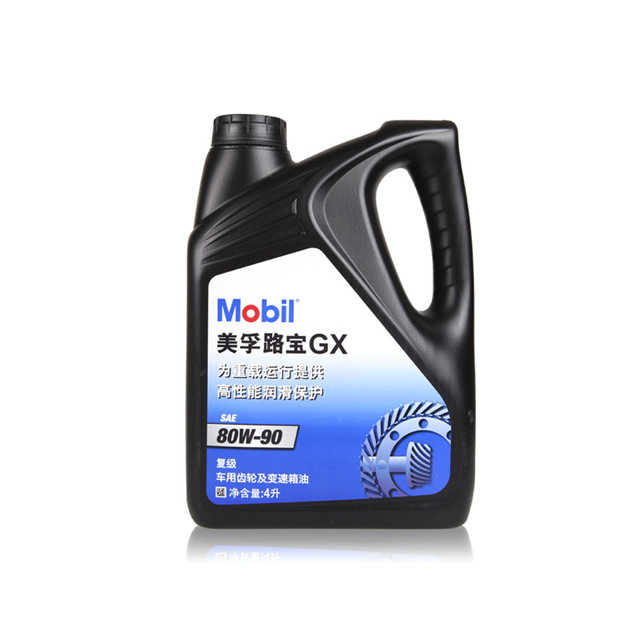 Mobil
美孚路宝GX
为重载运行提供
高性能润滑保护
SAE
80W-90
复级
车用齿轮及变速箱油
净含量:4升